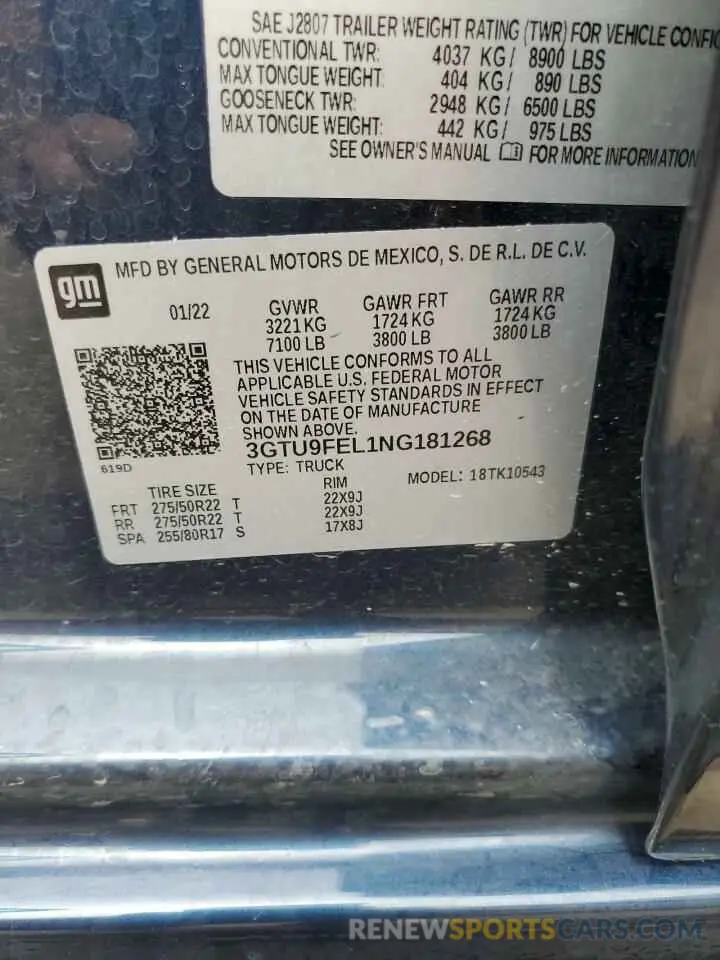 SAE J2807 TRAILER WEIGHT RATING (TWR) FOR VEHICLE
CONVENTIONAL TWR: 4037 KG/ 8900 LBS
MAX TONGUE WEIGHT: 404 KG/ 890 LBS
GOOSENECK TWR: 2948 KG/ 6500 LBS
MAX TONGUE WEIGHT: 442 KG/ 975 LBS
SEE OWNER'S MANUAL FOR MORE INFORMATION
gm MFD BY GENERAL MOTORS DE MEXICO, S. DE R.L. DE C.V.
01/22 GVWR GAWR FRT GAWR RR
3221 KG 1724 KG 1724 KG
7100 LB 3800 LB 3800 LB
THIS VEHICLE CONFORMS TO ALL
APPLICABLE U.S. FEDERAL MOTOR
VEHICLE SAFETY STANDARDS IN EFFECT
ON THE DATE OF MANUFACTURE
SHOWN ABOVE.
3GTU9FEL1NG181268
619D TYPE: TRUCK MODEL: 18TK10543
TIRE SIZE RIM
FRT 275/50R22 T 22X9J
RR 275/50R22 T 22X9J
SPA 255/80R17 S 17X8J
RENEWSPORTCARS.COM